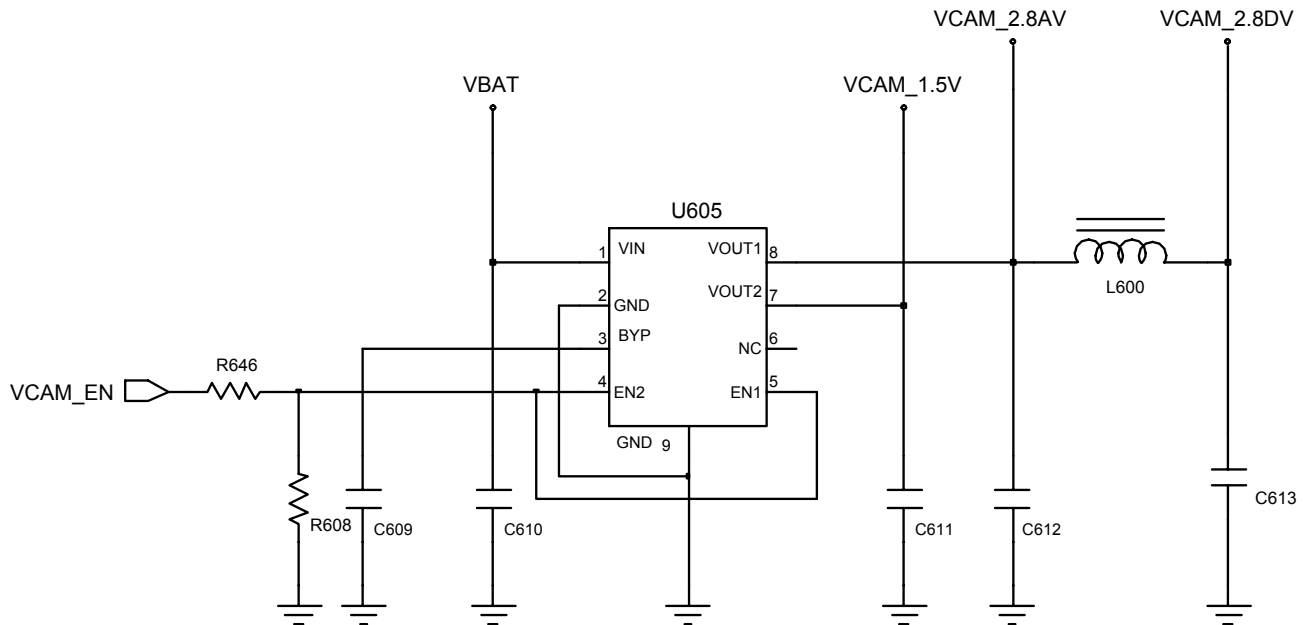 VCAM_2.8AV
VCAM_2.8DV
VBAT
VCAM_1.5V
U605
1
VIN
VOUT1
8
2
GND
VOUT2
7
L600
3
BYP
NC
6
R646
VCAM_EN
4
EN2
EN1
5
GND 9
R608
C609
C610
C611
C612
C613